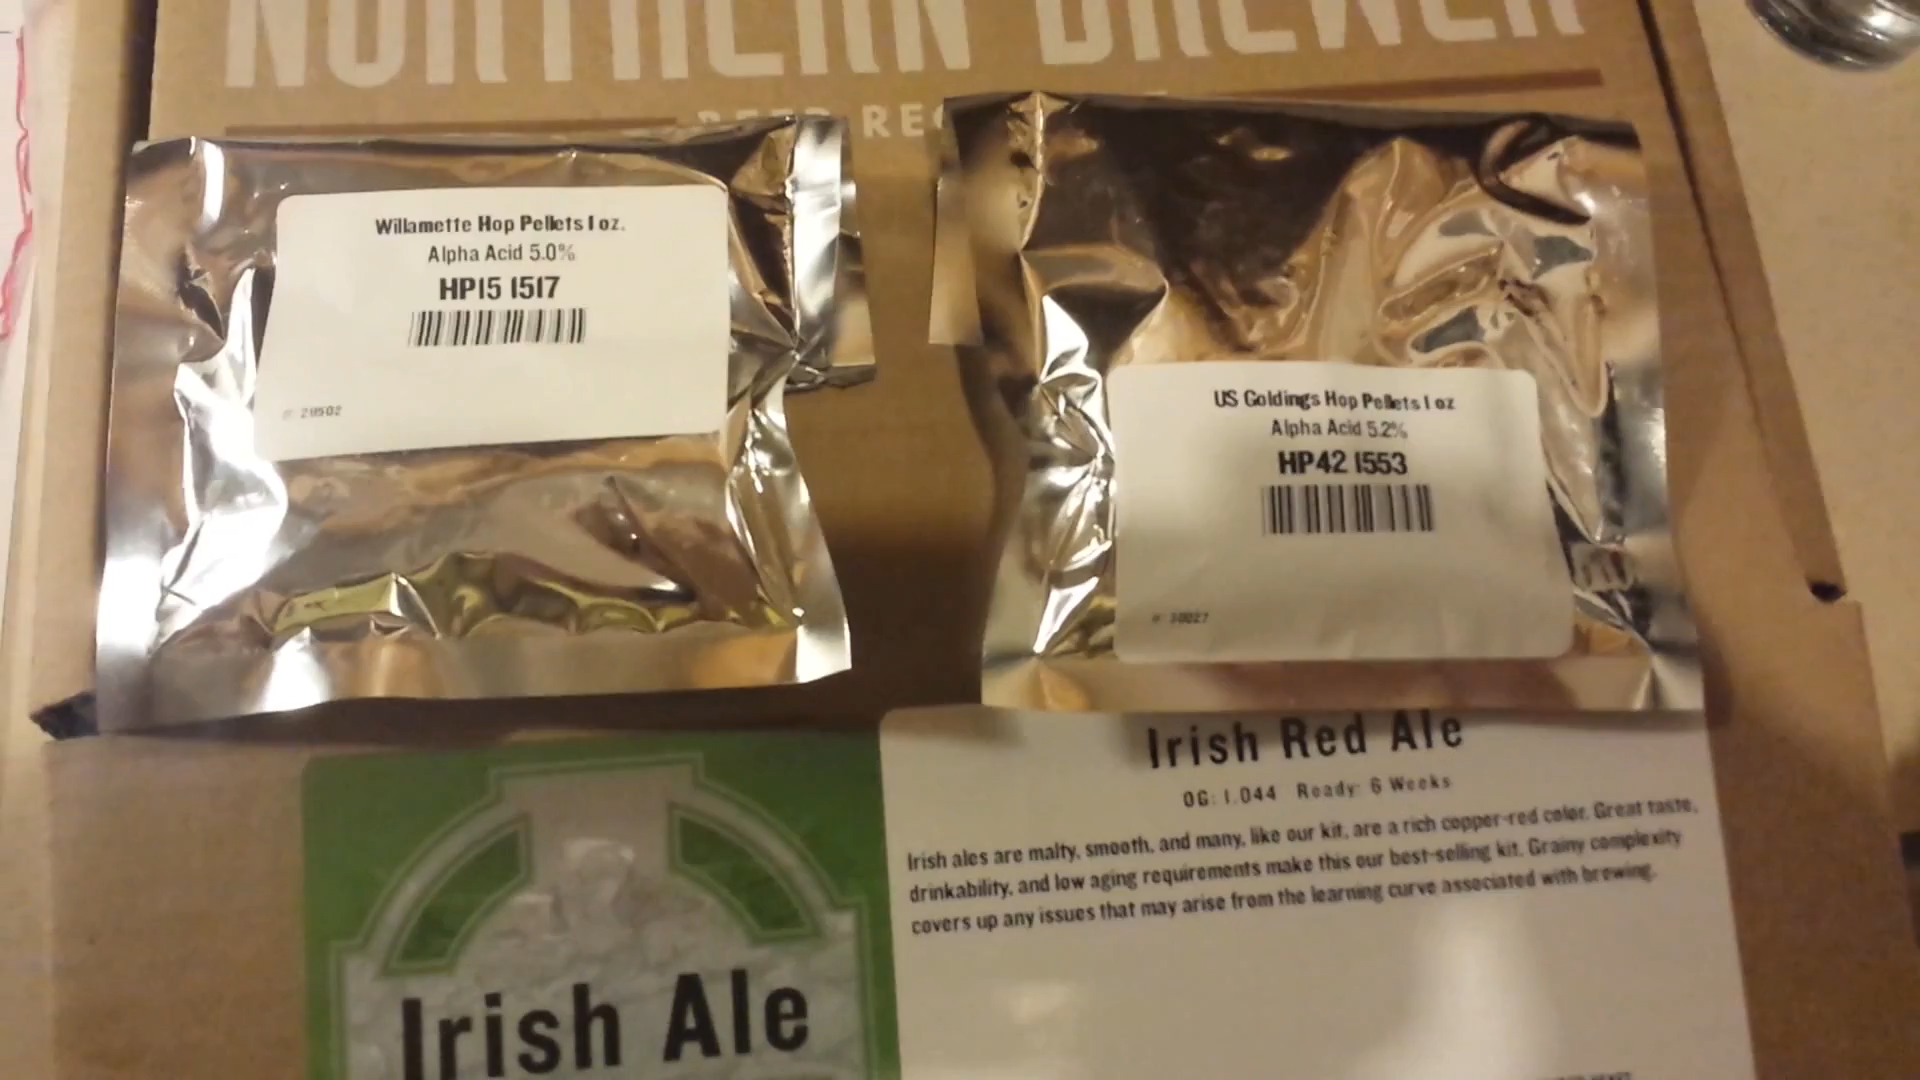 NORTHERN BREWER
Willamette Hop Pellets 1 oz.
Alpha Acid 5.0%
HP15 1517
#: 28502
US Goldings Hop Pellets 1 oz
Alpha Acid 5.2%
HP42 1553
#: 30027
Irish Ale
Irish Red Ale
OG: 1.044 Ready: 6 Weeks
Irish ales are malty, smooth, and many, like our kit, are a rich copper-red color. Great taste,
drinkability, and low aging requirements make this our best-selling kit. Grainy complexity
covers up any issues that may arise from the learning curve associated with brewing.